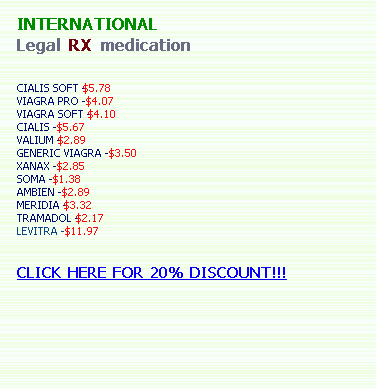 INTERNATIONAL
Legal RX medication
CIALIS SOFT $5.78
VIAGRA PRO -$4.07
VIAGRA SOFT $4.10
CIALIS -$5.67
VALIUM $2.89
GENERIC VIAGRA -$3.50
XANAX -$2.85
SOMA -$1.38
AMBIEN -$2.89
MERIDIA $3.32
TRAMADOL $2.17
LEVITRA -$11.97
CLICK HERE FOR 20% DISCOUNT!!!